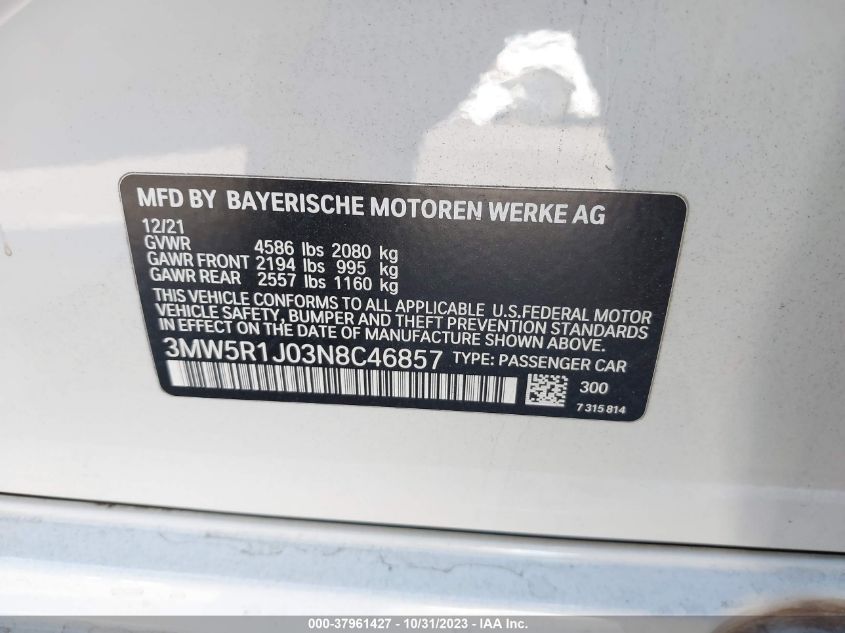 MFD BY BAYERISCHE MOTOREN WERKE AG
12/21
GVWR 4586 lbs 2080 kg
GAWR FRONT 2194 lbs 995 kg
GAWR REAR 2557 lbs 1160 kg
THIS VEHICLE CONFORMS TO ALL APPLICABLE U.S.FEDERAL MOTOR
VEHICLE SAFETY, BUMPER, AND THEFT PREVENTION STANDARDS
IN EFFECT ON THE DATE OF MANUFACTURE SHOWN ABOVE.
3MW5R1J03N8C46857 TYPE: PASSENGER CAR
300
7 315 814
000-37961427 - 10/31/2023 - IAA Inc.